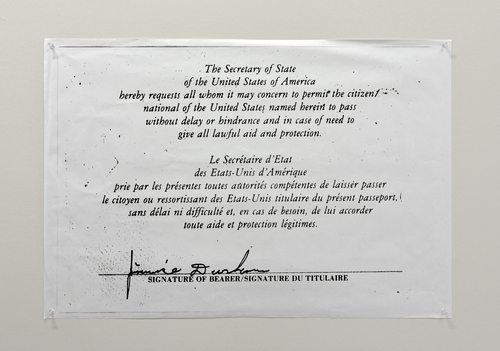 The Secretary of State
of the United States of America
hereby requests all whom it may concern to permit the citizen/
national of the United States named herein to pass
without delay or hindrance and in case of need to
give all lawful aid and protection.
Le Secrétaire d'Etat
des Etats-Unis d'Amérique
prie par les présentes toutes autorités compétentes de laisser passer
le citoyen ou ressortissant des Etats-Unis titulaire du présent passeport,
sans délai ni difficulté et, en cas de besoin, de lui accorder
toute aide et protection légitimes.
Jimmie Durham
SIGNATURE OF BEARER/SIGNATURE DU TITULAIRE